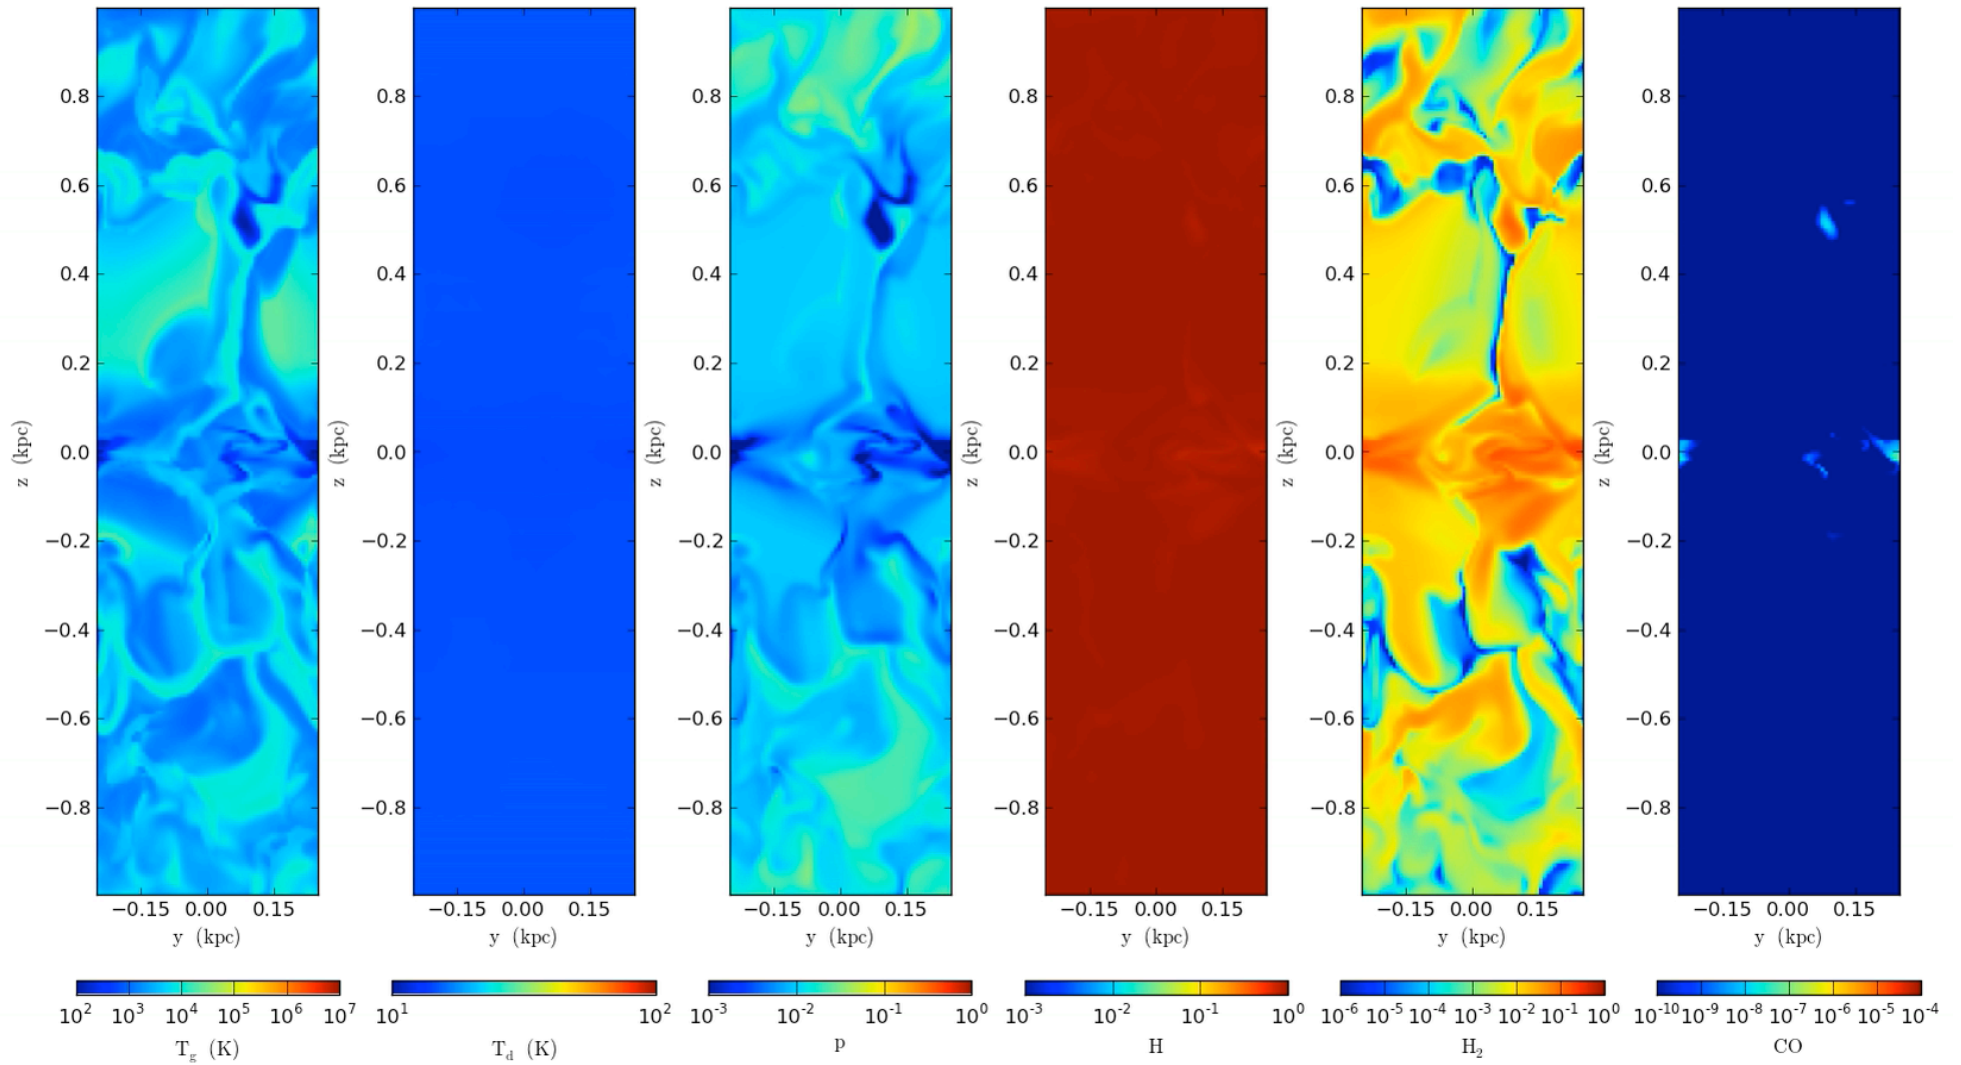 0.8 0.8 0.8 0.8 0.8 0.8
0.6 0.6 0.6 0.6 0.6 0.6
0.4 0.4 0.4 0.4 0.4 0.4
0.2 0.2 0.2 0.2 0.2 0.2
0.0 0.0 0.0 0.0 0.0 0.0
z (kpc) z (kpc) z (kpc) z (kpc) z (kpc) z (kpc)
−0.2 −0.2 −0.2 −0.2 −0.2 −0.2
−0.4 −0.4 −0.4 −0.4 −0.4 −0.4
−0.6 −0.6 −0.6 −0.6 −0.6 −0.6
−0.8 −0.8 −0.8 −0.8 −0.8 −0.8
−0.15 0.00 0.15 −0.15 0.00 0.15 −0.15 0.00 0.15 −0.15 0.00 0.15 −0.15 0.00 0.15 −0.15 0.00 0.15
y (kpc) y (kpc) y (kpc) y (kpc) y (kpc) y (kpc)
10² 10³ 10⁴ 10⁵ 10⁶ 10⁷ 10¹ 10² 10⁻³ 10⁻² 10⁻¹ 10⁰ 10⁻³ 10⁻² 10⁻¹ 10⁰ 10⁻⁶ 10⁻⁵ 10⁻⁴ 10⁻³ 10⁻² 10⁻¹ 10⁰ 10⁻¹⁰ 10⁻⁹ 10⁻⁸ 10⁻⁷ 10⁻⁶ 10⁻⁵ 10⁻⁴
T_g (K) T_d (K) p H H₂ CO